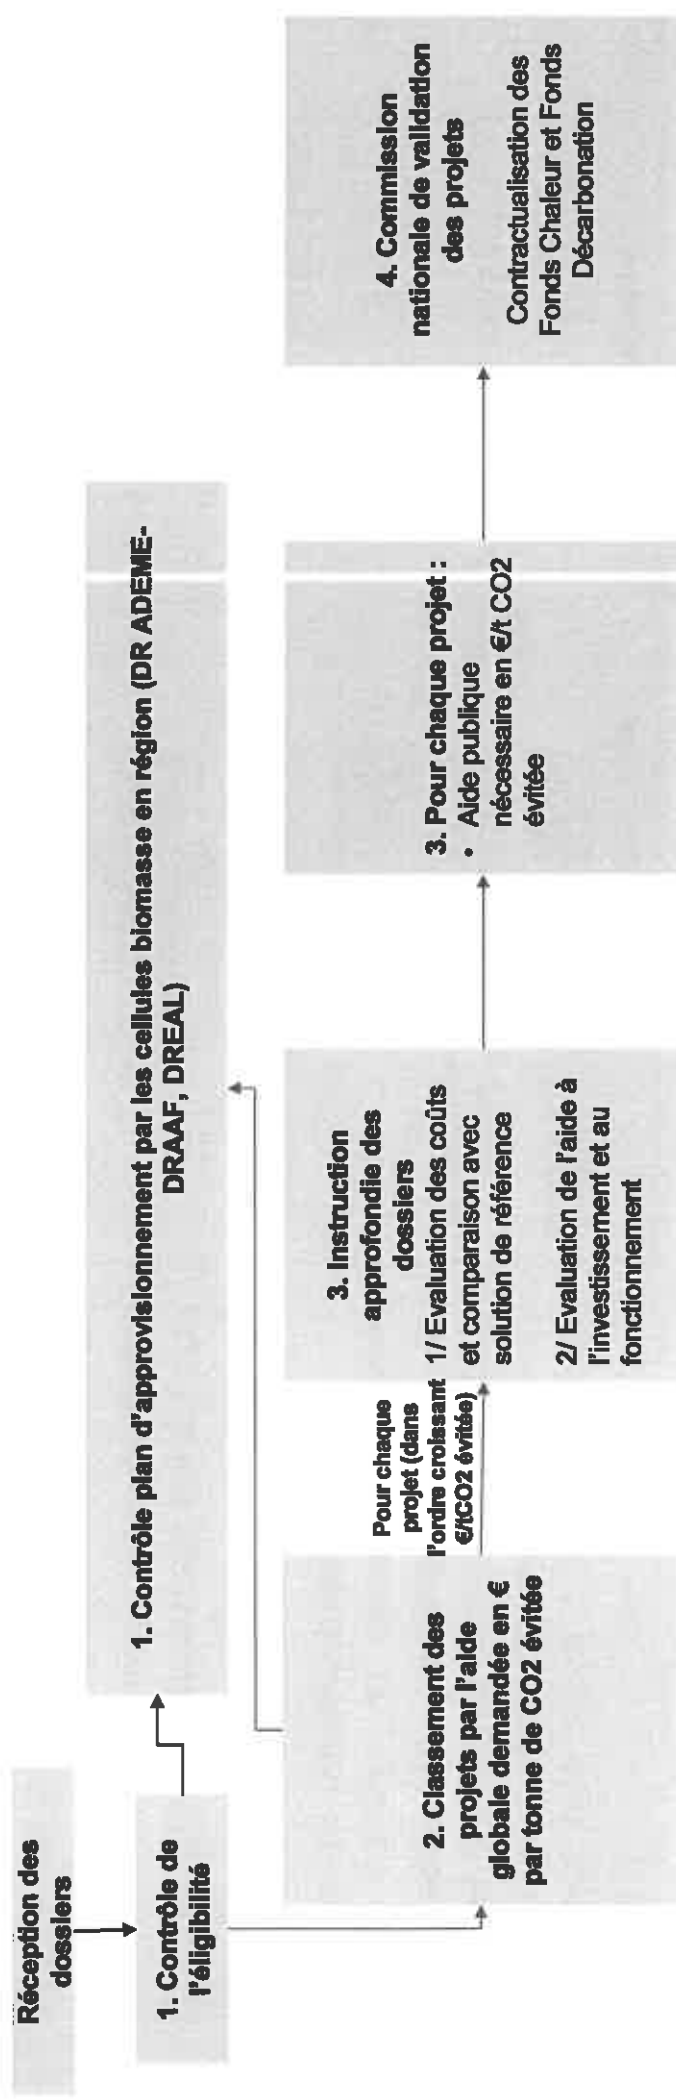 Réception des
dossiers
1. Contrôle de
l'éligibilité
1. Contrôle plan d'approvisionnement par les cellules biomasse en région (DR ADEME-
DRAAF, DREAL)
2. Classement des
projets par l'aide
globale demandée en €
par tonne de CO2 évitée
Pour chaque
projet (dans
l'ordre croissant
€/tCO2 évitée)
3. Instruction
approfondie des
dossiers
1/ Evaluation des coûts
et comparaison avec
solution de référence
2/ Evaluation de l'aide à
l'investissement et au
fonctionnement
3. Pour chaque projet :
• Aide publique
nécessaire en €/t CO2
évitée
4. Commission
nationale de validation
des projets
Contractualisation des
Fonds Chaleur et Fonds
Décarbonation